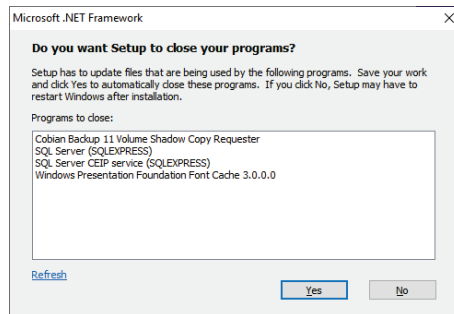 Microsoft .NET Framework
Do you want Setup to close your programs?
Setup has to update files that are being used by the following programs. Save your work
and click Yes to automatically close these programs. If you click No, Setup may have to
restart Windows after installation.
Programs to close:
Cobian Backup 11 Volume Shadow Copy Requester
SQL Server (SQLEXPRESS)
SQL Server CEIP service (SQLEXPRESS)
Windows Presentation Foundation Font Cache 3.0.0.0
Refresh
Yes
No